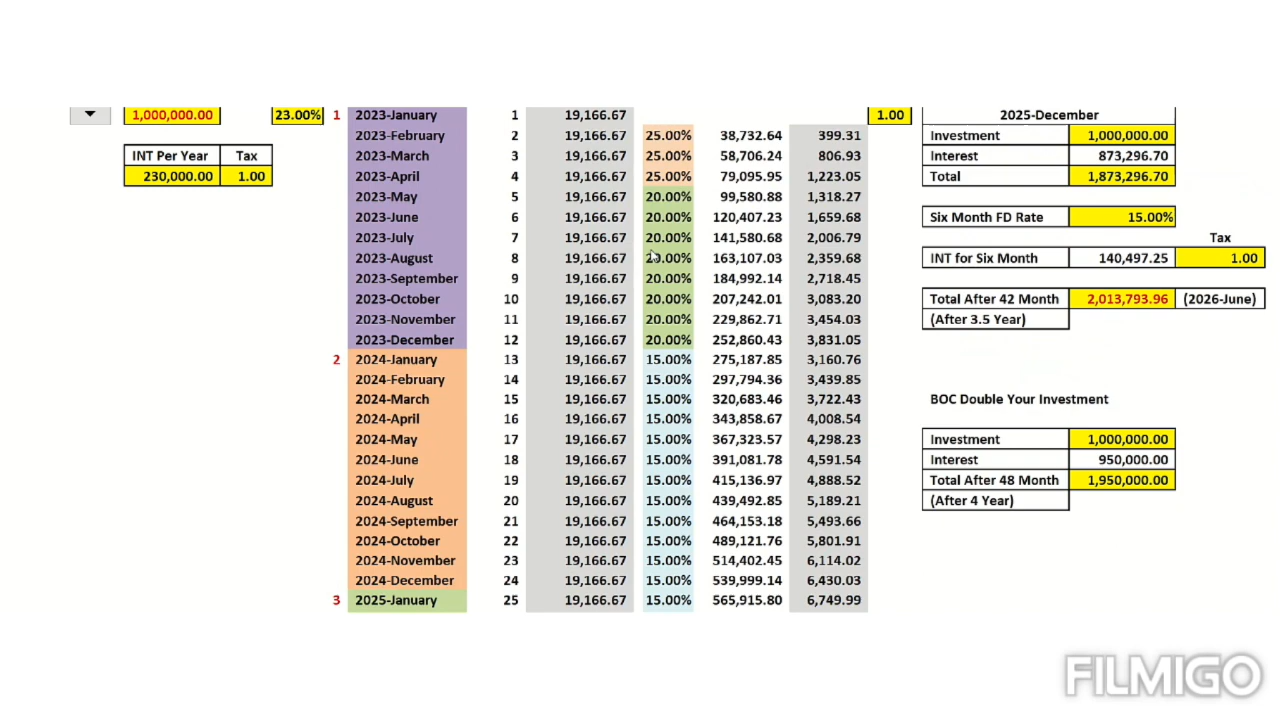 1,000,000.00 23.00% 1 2023-January 1 19,166.67 1.00 2025-December
2023-February 2 19,166.67 25.00% 38,732.64 399.31 Investment 1,000,000.00
INT Per Year Tax 2023-March 3 19,166.67 25.00% 58,706.24 806.93 Interest 873,296.70
230,000.00 1.00 2023-April 4 19,166.67 25.00% 79,095.95 1,223.05 Total 1,873,296.70
2023-May 5 19,166.67 20.00% 99,580.88 1,318.27
2023-June 6 19,166.67 20.00% 120,407.23 1,659.68 Six Month FD Rate 15.00%
2023-July 7 19,166.67 20.00% 141,580.68 2,006.79 Tax
2023-August 8 19,166.67 20.00% 163,107.03 2,359.68 INT for Six Month 140,497.25 1.00
2023-September 9 19,166.67 20.00% 184,992.14 2,718.45
2023-October 10 19,166.67 20.00% 207,242.01 3,083.20 Total After 42 Month 2,013,793.96 (2026-June)
2023-November 11 19,166.67 20.00% 229,862.71 3,454.03 (After 3.5 Year)
2023-December 12 19,166.67 20.00% 252,860.43 3,831.05
2 2024-January 13 19,166.67 15.00% 275,187.85 3,160.76
2024-February 14 19,166.67 15.00% 297,794.36 3,439.85
2024-March 15 19,166.67 15.00% 320,683.46 3,722.43 BOC Double Your Investment
2024-April 16 19,166.67 15.00% 343,858.67 4,008.54
2024-May 17 19,166.67 15.00% 367,323.57 4,298.23 Investment 1,000,000.00
2024-June 18 19,166.67 15.00% 391,081.78 4,591.54 Interest 950,000.00
2024-July 19 19,166.67 15.00% 415,136.97 4,888.52 Total After 48 Month 1,950,000.00
2024-August 20 19,166.67 15.00% 439,492.85 5,189.21 (After 4 Year)
2024-September 21 19,166.67 15.00% 464,153.18 5,493.66
2024-October 22 19,166.67 15.00% 489,121.76 5,801.91
2024-November 23 19,166.67 15.00% 514,402.45 6,114.02
2024-December 24 19,166.67 15.00% 539,999.14 6,430.03
3 2025-January 25 19,166.67 15.00% 565,915.80 6,749.99
FILMIGO